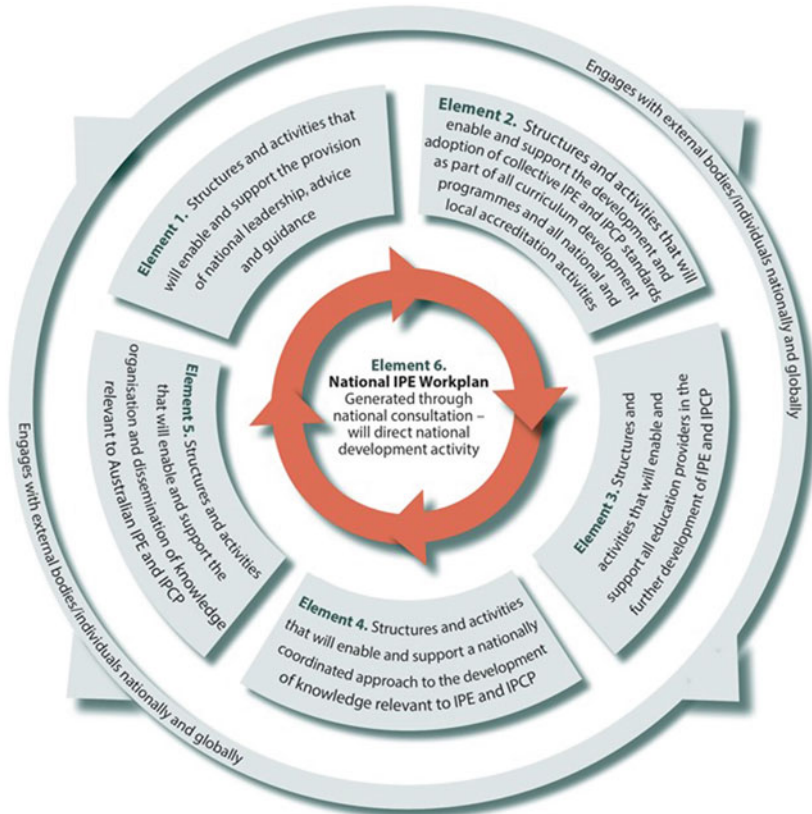 Engages with external bodies/individuals nationally and globally
Element 1. Structures and activities that
will enable and support the provision
of national leadership, advice
and guidance
Element 2. Structures and activities that will
enable and support the development and
adoption of collective IPE and IPCP standards
as part of all curriculum development
programmes and all national and
local accreditation activities
Element 3. Structures and
activities that will enable and
support all education providers in the
further development of IPE and IPCP
Element 4. Structures and activities
that will enable and support a nationally
coordinated approach to the development
of knowledge relevant to IPE and IPCP
Element 5. Structures and activities
that will enable and support the
organisation and dissemination of knowledge
relevant to Australian IPE and IPCP
Element 6.
National IPE Workplan
Generated through
national consultation –
will direct national
development activity
Engages with external bodies/individuals nationally and globally